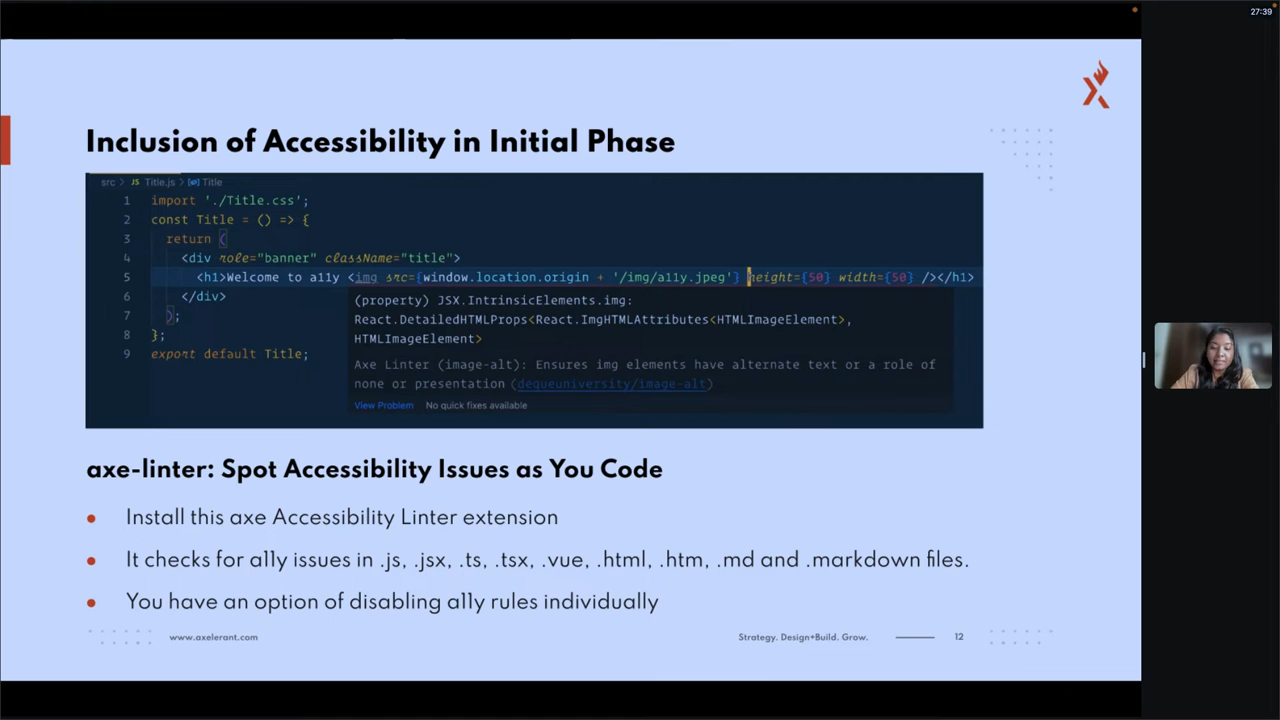 27:39
Inclusion of Accessibility in Initial Phase
src > JS Title.js > Title
1 import './Title.css';
2 const Title = () => {
3 return (
4 <div role="banner" className="title">
5 <h1>Welcome to a11y <img src={window.location.origin + '/img/a11y.jpeg'} height={50} width={50} /></h1>
6 </div>
7 );
8 };
9 export default Title;
(property) JSX.IntrinsicElements.img:
React.DetailedHTMLProps<React.ImgHTMLAttributes<HTMLImageElement>,
HTMLImageElement>
Axe Linter (image-alt): Ensures img elements have alternate text or a role of
none or presentation (dequeuniversity/image-alt)
View Problem No quick fixes available
axe-linter: Spot Accessibility Issues as You Code
● Install this axe Accessibility Linter extension
● It checks for a11y issues in .js, .jsx, .ts, .tsx, .vue, .html, .htm, .md and .markdown files.
● You have an option of disabling a11y rules individually
www.axelerant.com
Strategy. Design+Build. Grow. 12